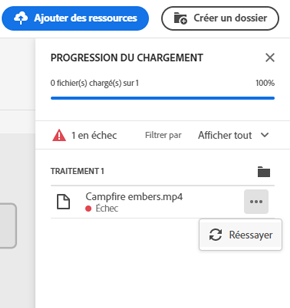 Ajouter des ressources
Créer un dossier
PROGRESSION DU CHARGEMENT
0 fichier(s) chargé(s) sur 1
100%
1 en échec
Filtrer par
Afficher tout
TRAITEMENT 1
Campfire embers.mp4
Échec
Réessayer